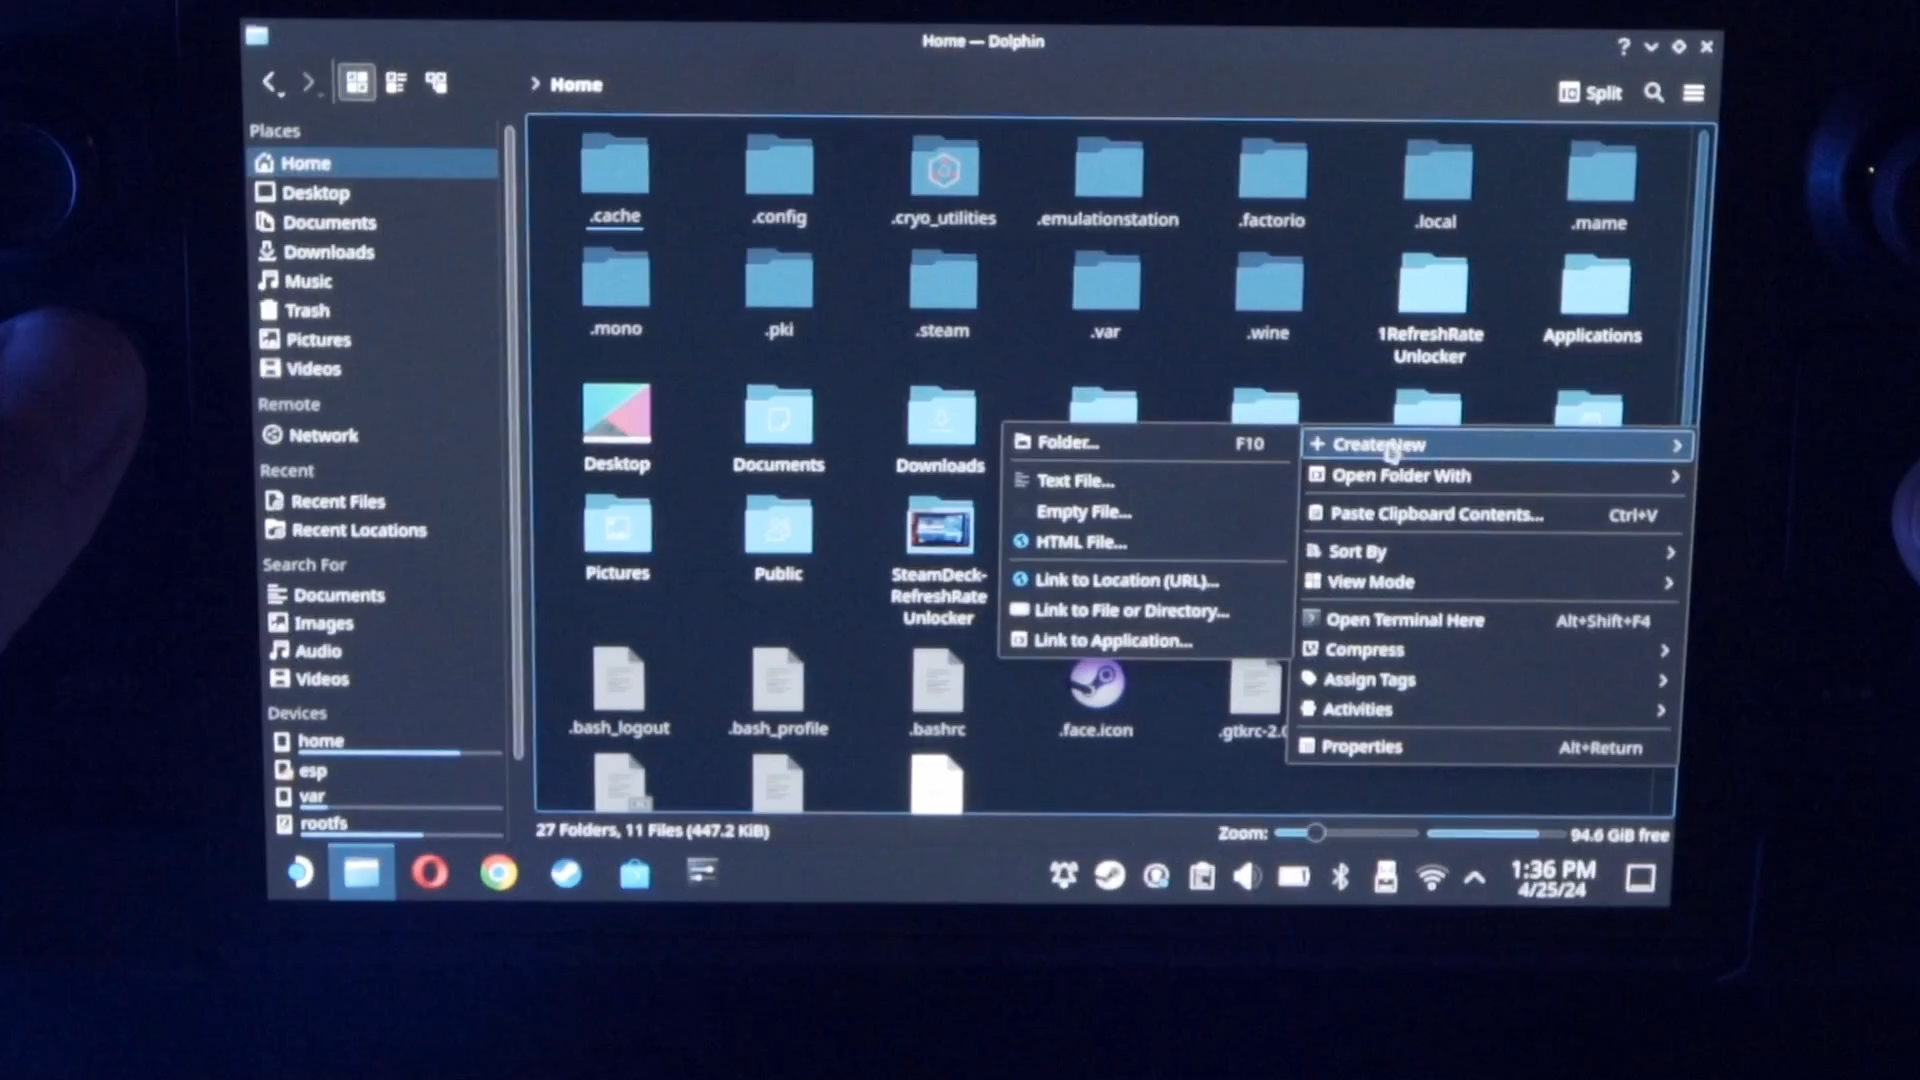 Home — Dolphin
Home
Split
Places
Home
Desktop
Documents
Downloads
Music
Trash
Pictures
Videos
Remote
Network
Recent
Recent Files
Recent Locations
Search For
Documents
Images
Audio
Videos
Devices
home
esp
var
rootfs
.cache
.config
.cryo_utilities
.emulationstation
.factorio
.local
.mame
.mono
.pki
.steam
.var
.wine
1RefreshRate
Unlocker
Applications
Desktop
Documents
Downloads
Pictures
Public
SteamDeck-
RefreshRate
Unlocker
.bash_logout
.bash_profile
.bashrc
.face.icon
.gtkrc-2.0
Folder... F10
Text File...
Empty File...
HTML File...
Link to Location (URL)...
Link to File or Directory...
Link to Application...
Create New
Open Folder With
Paste Clipboard Contents... Ctrl+V
Sort By
View Mode
Open Terminal Here Alt+Shift+F4
Compress
Assign Tags
Activities
Properties Alt+Return
27 Folders, 11 Files (447.2 KiB)
Zoom:
94.6 GiB free
1:36 PM
4/25/24